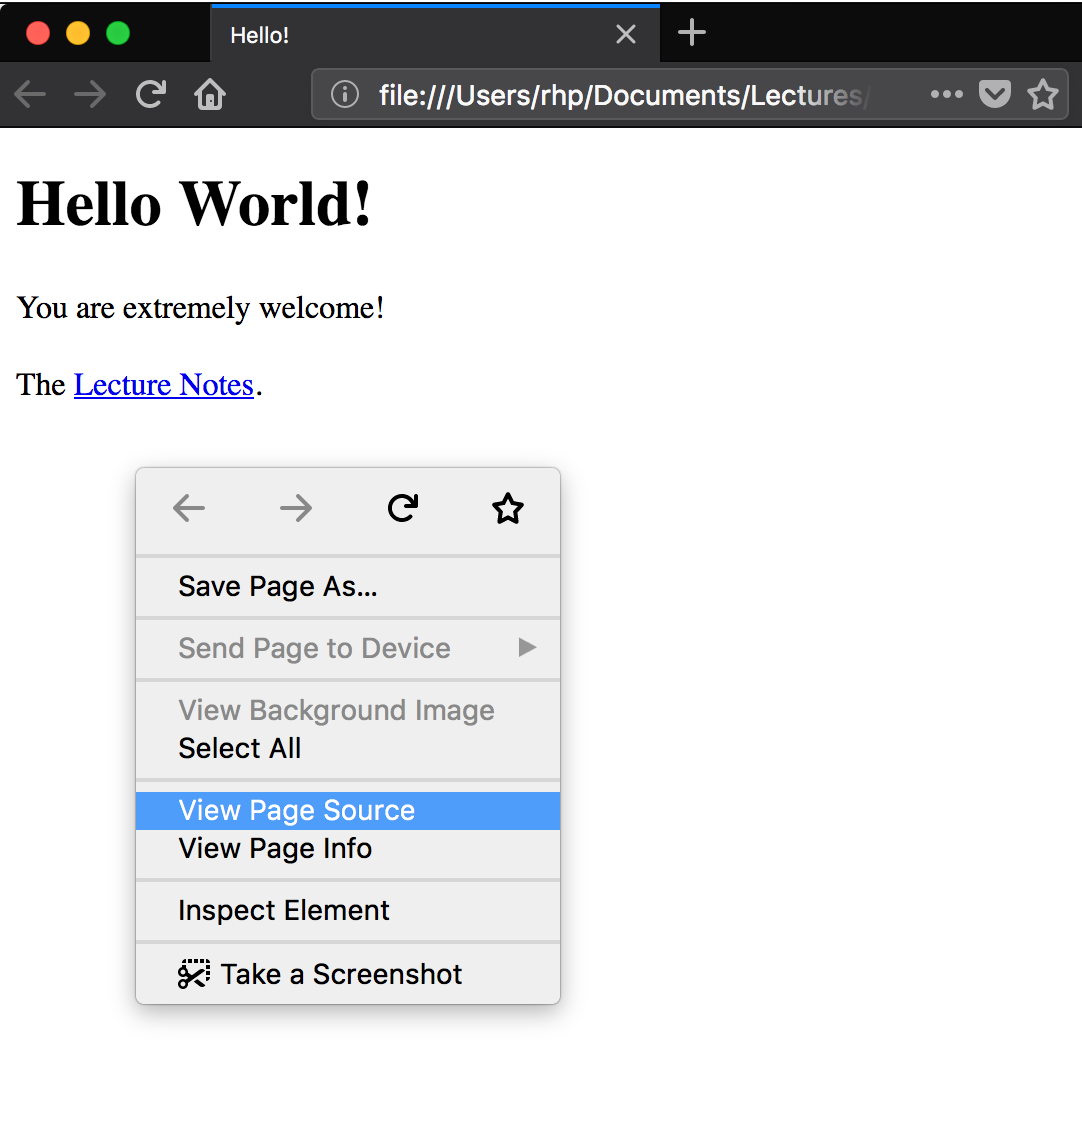 Hello!
file:///Users/rhp/Documents/Lectures/
Hello World!
You are extremely welcome!
The Lecture Notes.
Save Page As...
Send Page to Device
View Background Image
Select All
View Page Source
View Page Info
Inspect Element
Take a Screenshot